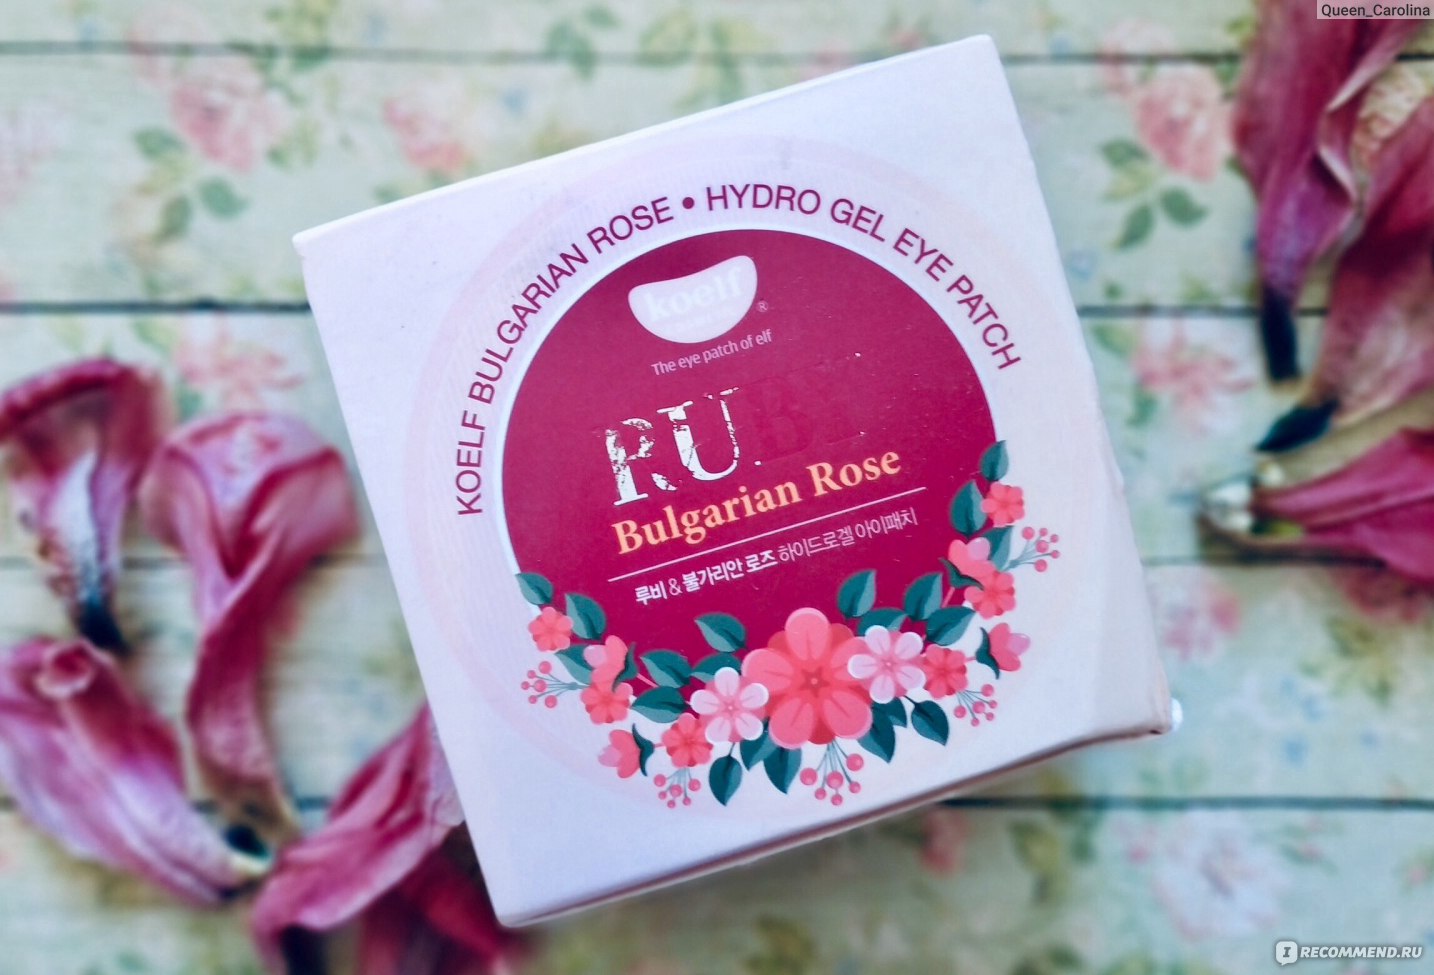 Queen_Carolina
KOELF BULGARIAN ROSE • HYDRO GEL EYE PATCH
koelf ®
The eye patch of elf
RUBY
Bulgarian Rose
루비 & 불가리안 로즈 하이드로겔 아이패치
IRECOMMEND.RU